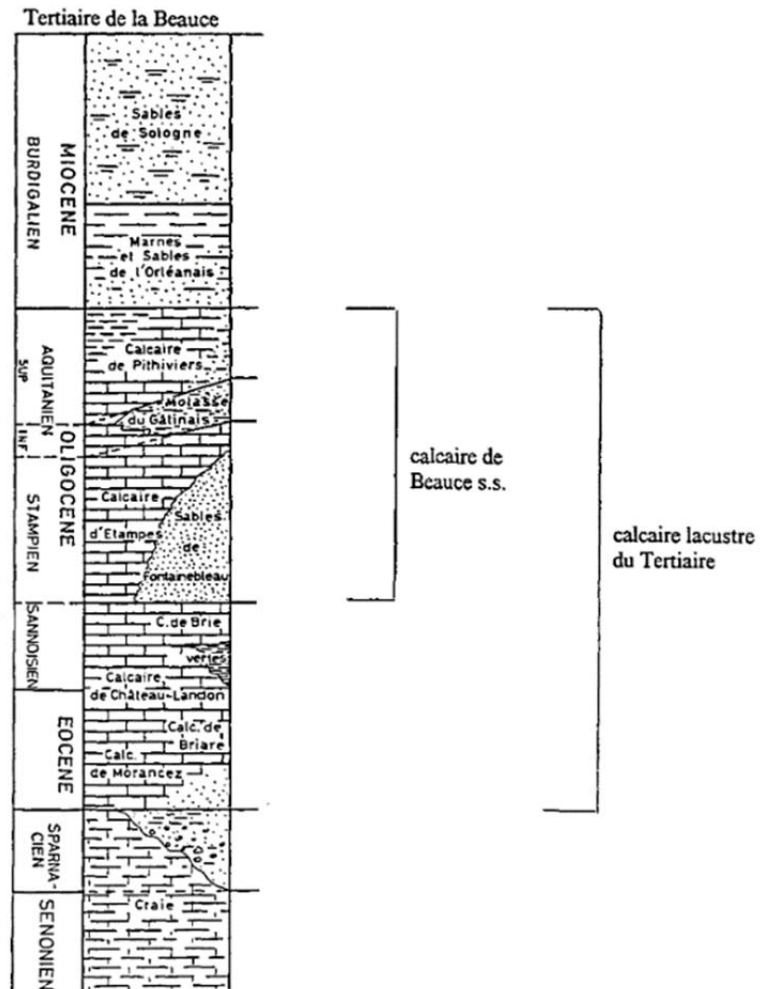 Tertiaire de la Beauce
MIOCENE
BURDIGALIEN
Sables
de Sologne
Marnes
et Sables
de l'Orléanais
OLIGOCENE
AQUITANIEN
SUP
INF
Calcaire
de Pithiviers
Molasse
du Gâtinais
STAMPIEN
Calcaire
d'Etampes
Sables
de
Fontainebleau
SANNOISIEN
C. de Brie
vertes
Calcaire
de Château-Landon
EOCENE
Calc. de
Briare
Calc.
de Morancez
SPARNA-
CIEN
SENONIEN
Craie
calcaire de
Beauce s.s.
calcaire lacustre
du Tertiaire